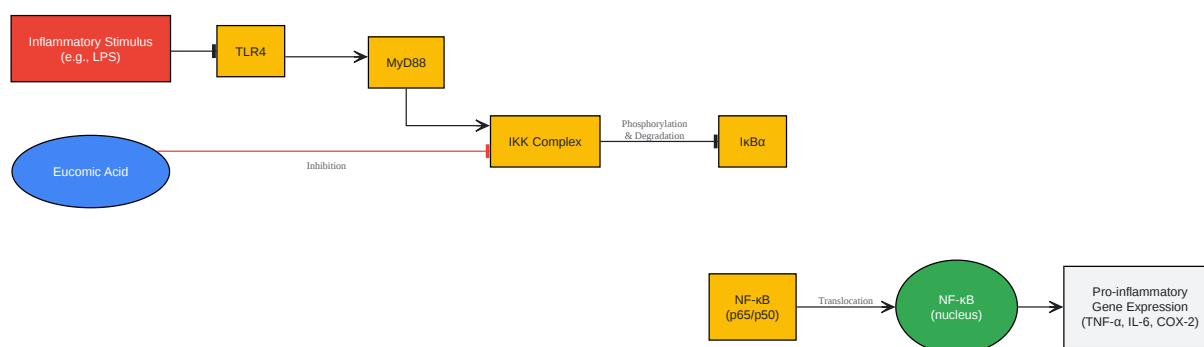 Inflammatory Stimulus
(e.g., LPS)
TLR4
MyD88
Eucomic Acid
Inhibition
IKK Complex
Phosphorylation
& Degradation
IκBα
NF-κB
(p65/p50)
Translocation
NF-κB
(nucleus)
Pro-inflammatory
Gene Expression
(TNF-α, IL-6, COX-2)